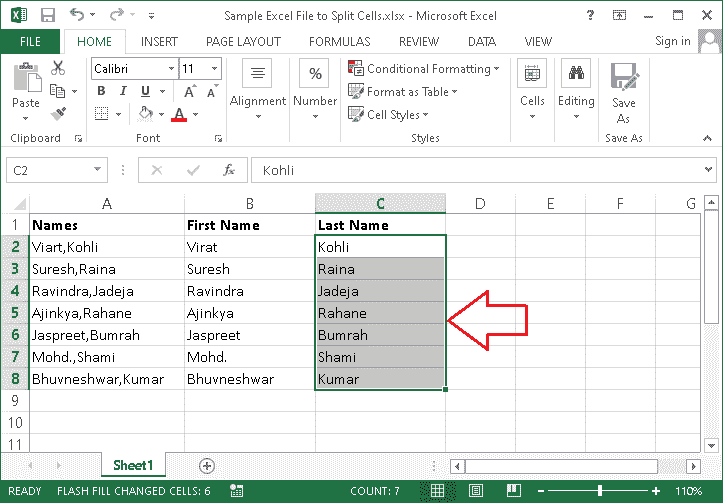 Sample Excel File to Split Cells.xlsx - Microsoft Excel
FILE HOME INSERT PAGE LAYOUT FORMULAS REVIEW DATA VIEW Sign in
Calibri 11
Conditional Formatting
Format as Table
Cell Styles
B I U A A
A
Paste
Alignment
%
Number
Cells
Editing
Save
As
Clipboard Font Styles Save As
C2 fx Kohli
A B C D E F G
1 Names First Name Last Name
2 Viart,Kohli Virat Kohli
3 Suresh,Raina Suresh Raina
4 Ravindra,Jadeja Ravindra Jadeja
5 Ajinkya,Rahane Ajinkya Rahane
6 Jaspreet,Bumrah Jaspreet Bumrah
7 Mohd.,Shami Mohd. Shami
8 Bhuvneshwar,Kumar Bhuvneshwar Kumar
9
10
11
Sheet1
READY FLASH FILL CHANGED CELLS: 6 COUNT: 7 110%